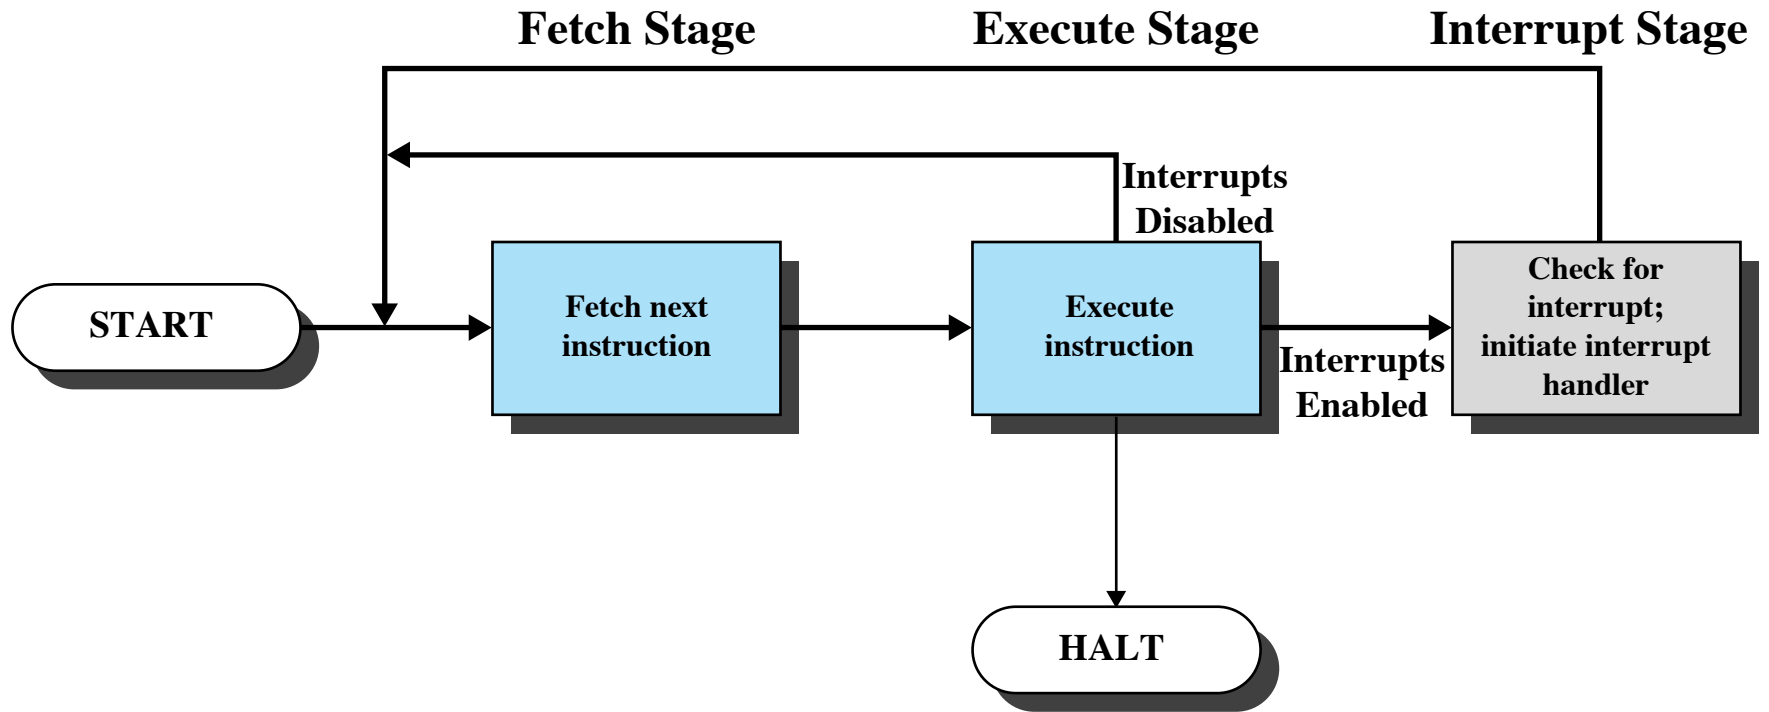 Fetch Stage
Execute Stage
Interrupt Stage
Interrupts
Disabled
START
Fetch next
instruction
Execute
instruction
Interrupts
Enabled
Check for
interrupt;
initiate interrupt
handler
HALT